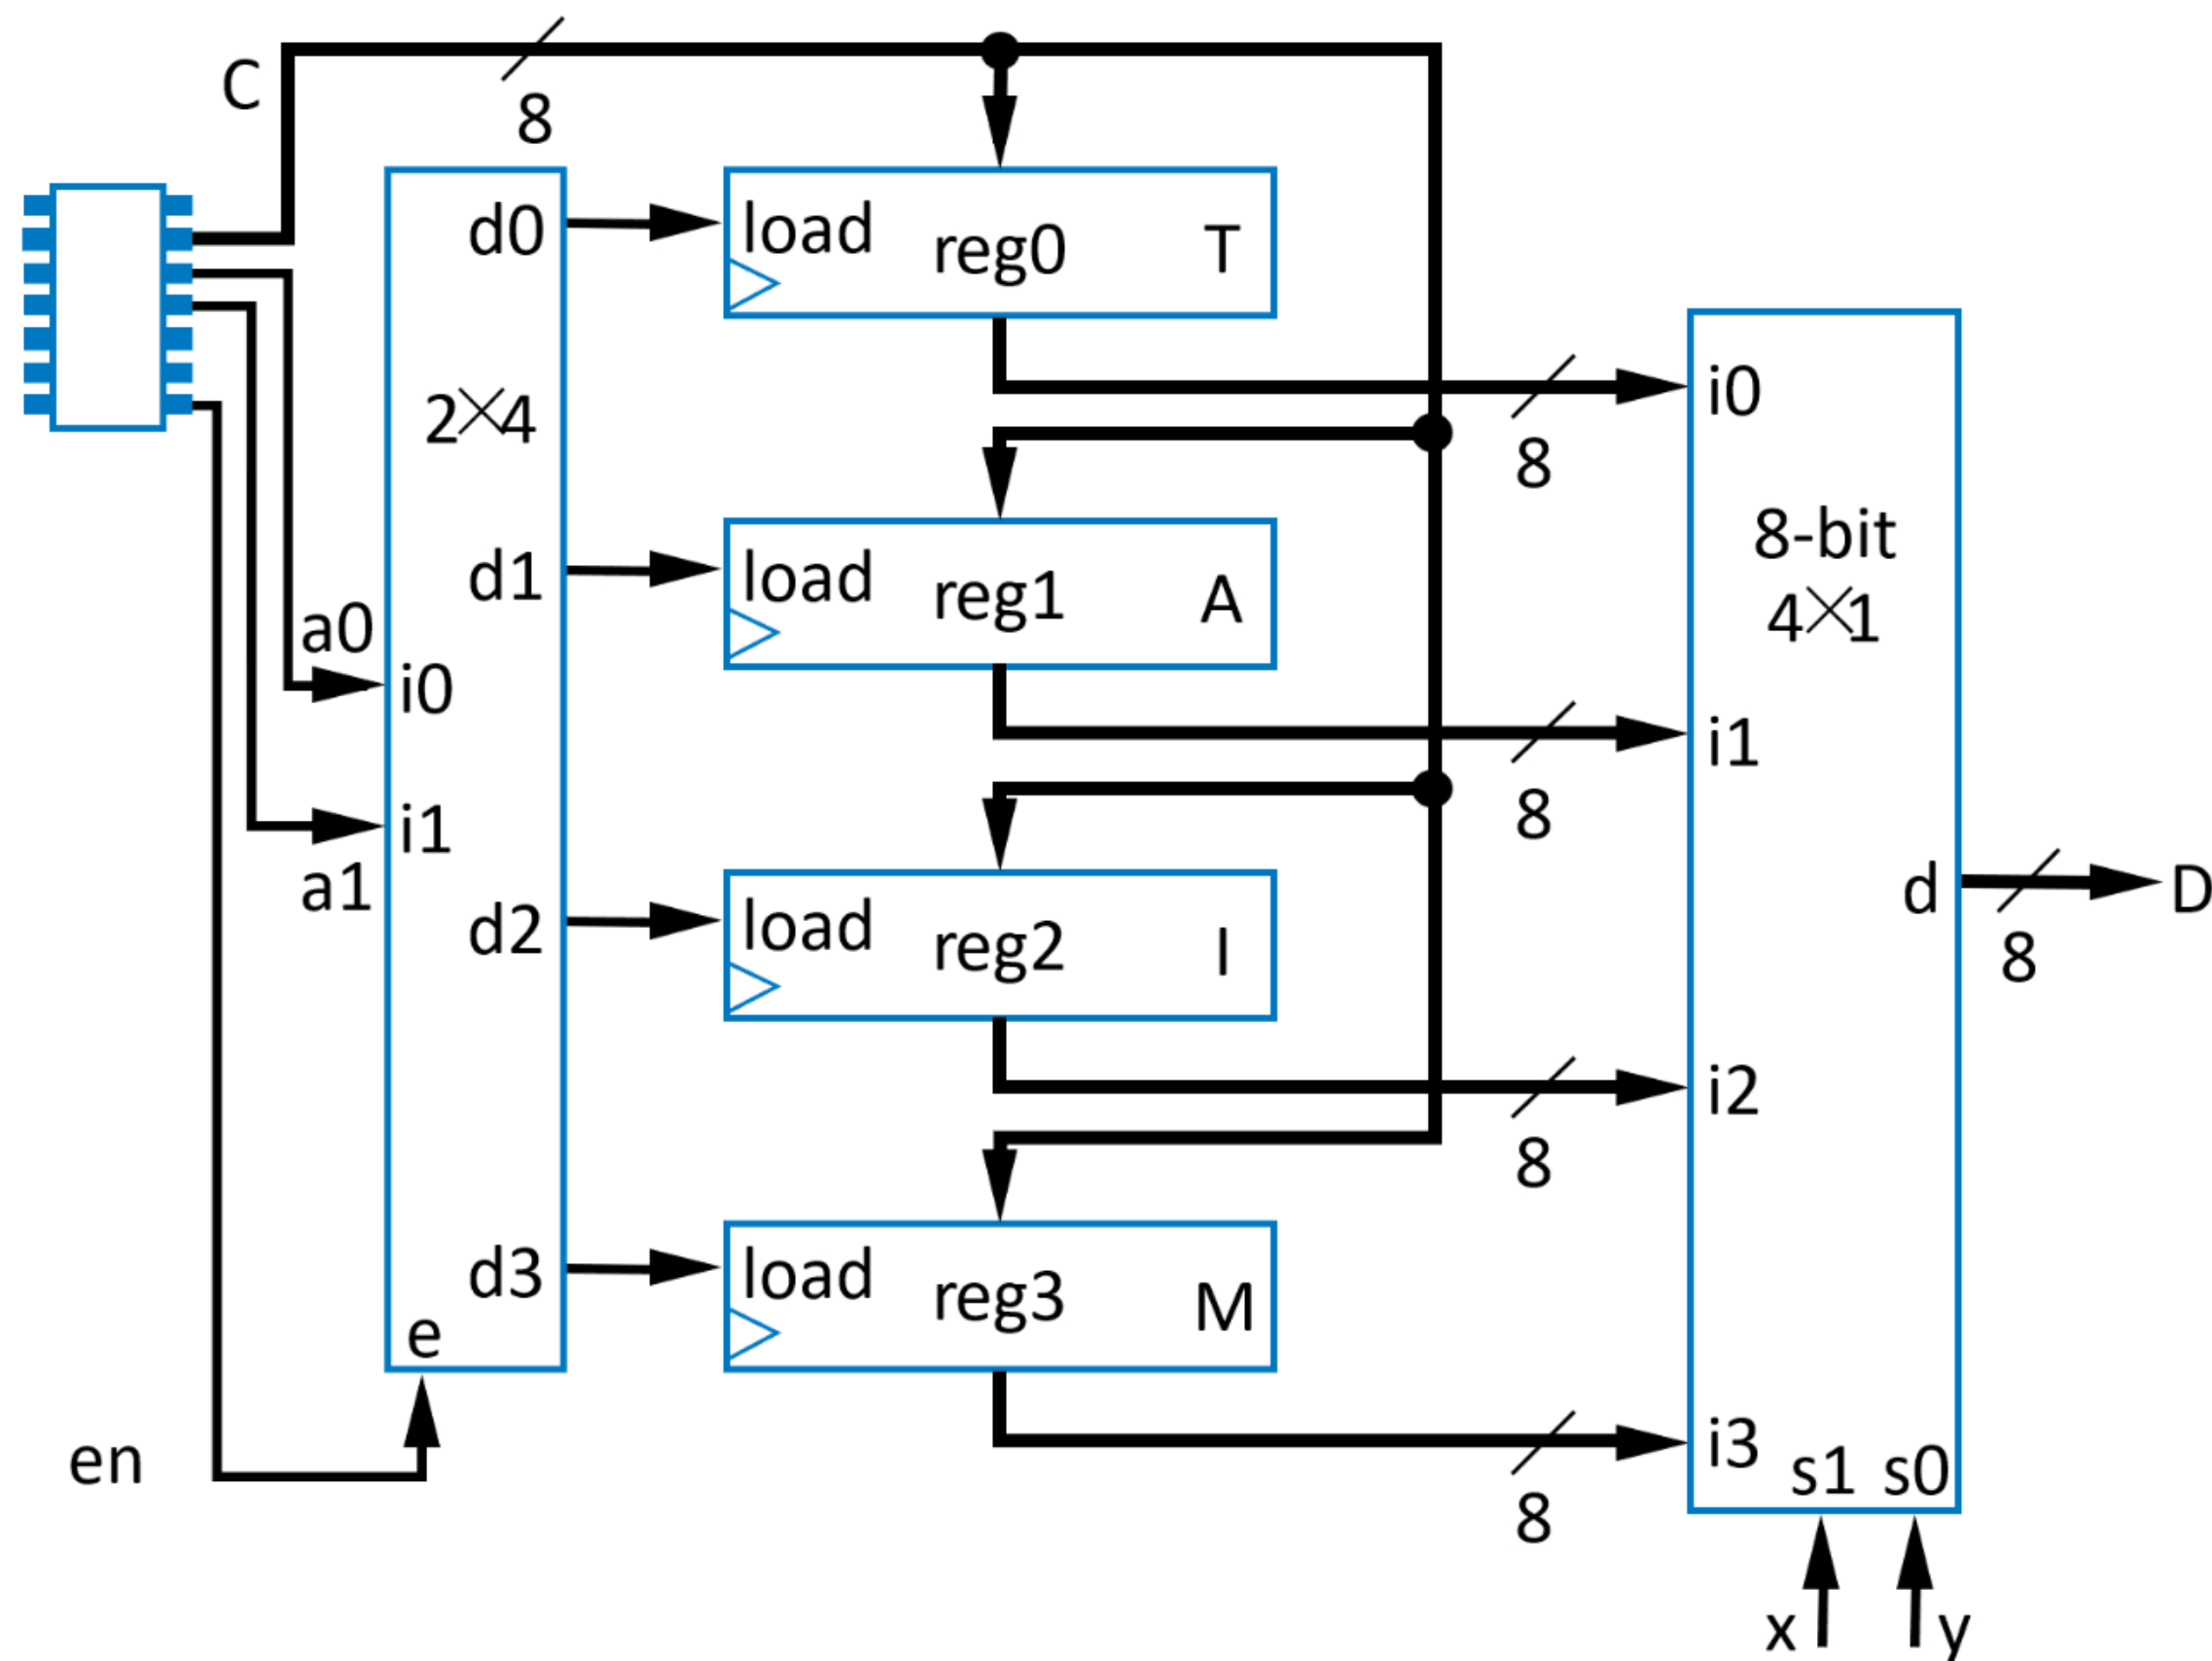 C
8
d0
load
reg0
T
2×4
i0
8
8-bit
4×1
d1
load
reg1
A
a0
i0
i1
8
i1
a1
d2
load
reg2
I
d
D
8
i2
8
d3
load
reg3
M
e
en
i3
s1 s0
8
x
y